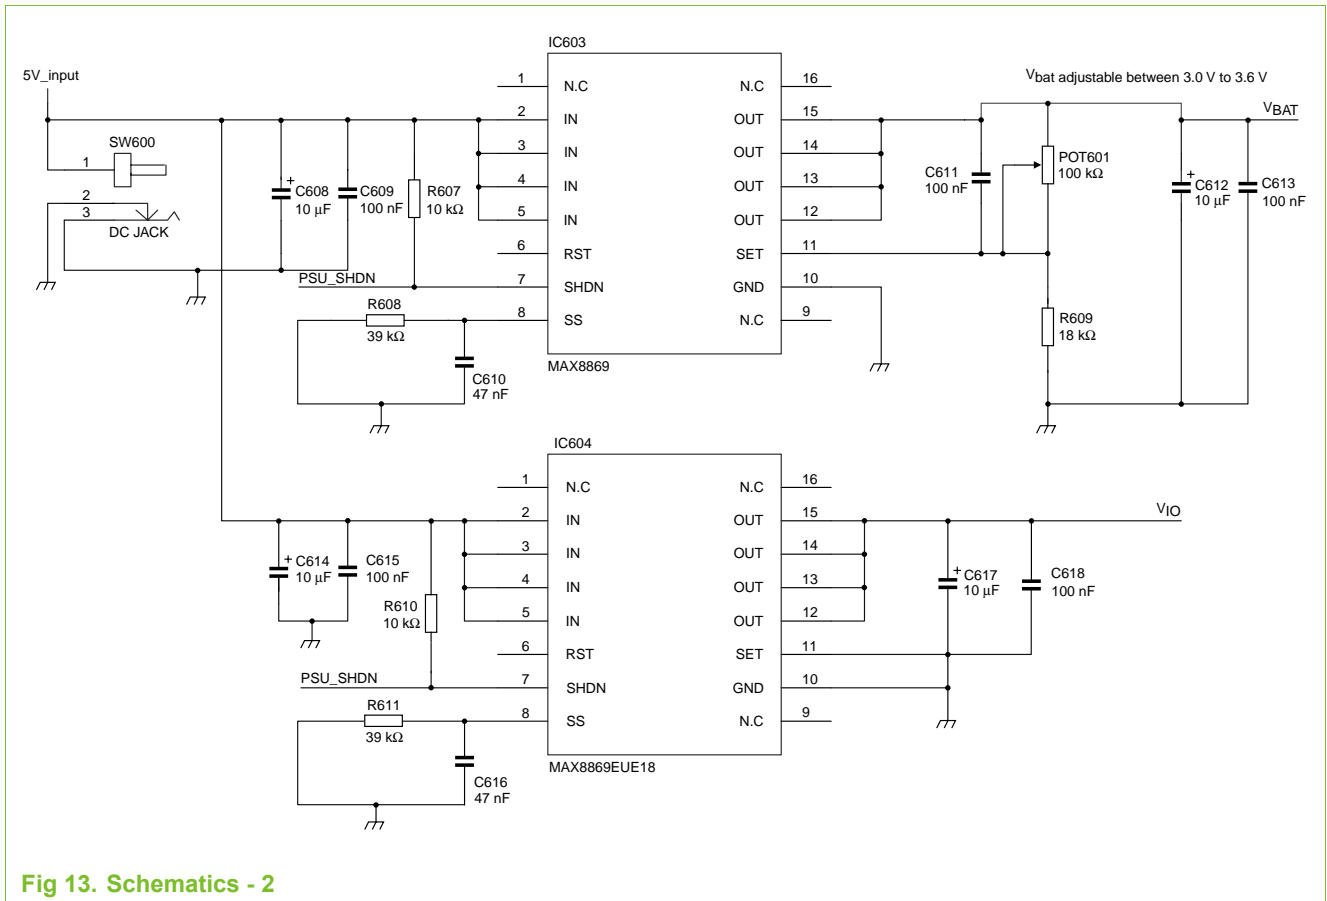 5V_input
SW600
1
2
3
DC JACK
C608
+
10 μF
C609
100 nF
R607
10 kΩ
PSU_SHDN
R608
39 kΩ
C610
47 nF
IC603
1 N.C N.C 16
2 IN OUT 15
3 IN OUT 14
4 IN OUT 13
5 IN OUT 12
6 RST SET 11
7 SHDN GND 10
8 SS N.C 9
MAX8869
Vbat adjustable between 3.0 V to 3.6 V
VBAT
C611
100 nF
POT601
100 kΩ
+
C612
10 μF
C613
100 nF
R609
18 kΩ
IC604
1 N.C N.C 16
2 IN OUT 15
3 IN OUT 14
4 IN OUT 13
5 IN OUT 12
6 RST SET 11
7 SHDN GND 10
8 SS N.C 9
MAX8869EUE18
+
C614
10 μF
C615
100 nF
R610
10 kΩ
PSU_SHDN
R611
39 kΩ
C616
47 nF
VIO
+
C617
10 μF
C618
100 nF
Fig 13. Schematics - 2